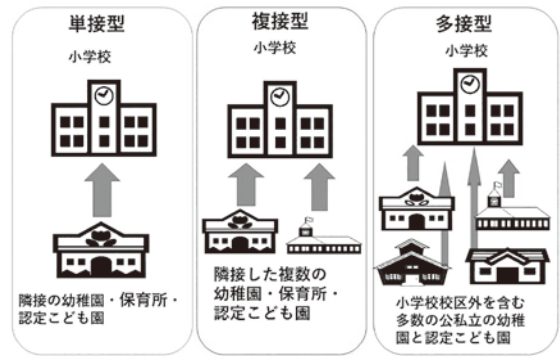 単接型
小学校
隣接の幼稚園・保育所・
認定こども園
複接型
小学校
隣接した複数の
幼稚園・保育所・
認定こども園
多接型
小学校
小学校校区外を含む
多数の公私立の幼稚
園と認定こども園